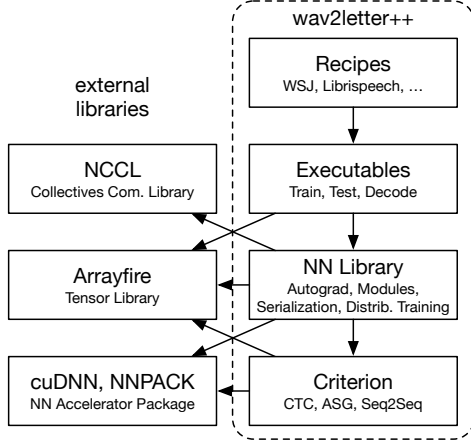 wav2letter++
Recipes
WSJ, Librispeech, …
external
libraries
NCCL
Collectives Com. Library
Executables
Train, Test, Decode
Arrayfire
Tensor Library
NN Library
Autograd, Modules,
Serialization, Distrib. Training
cuDNN, NNPACK
NN Accelerator Package
Criterion
CTC, ASG, Seq2Seq